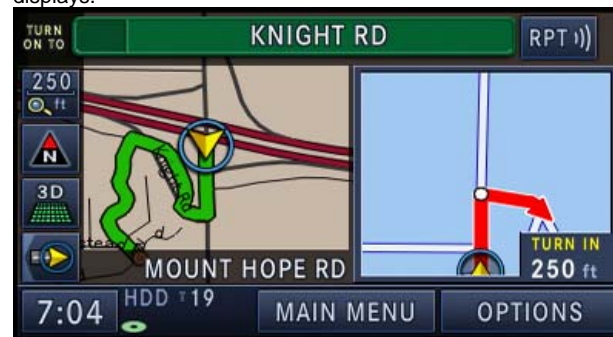 displays.
TURN
ON TO
KNIGHT RD
RPT
250
ft
N
3D
MOUNT HOPE RD
TURN IN
250 ft
7:04
HDD T19
MAIN MENU
OPTIONS